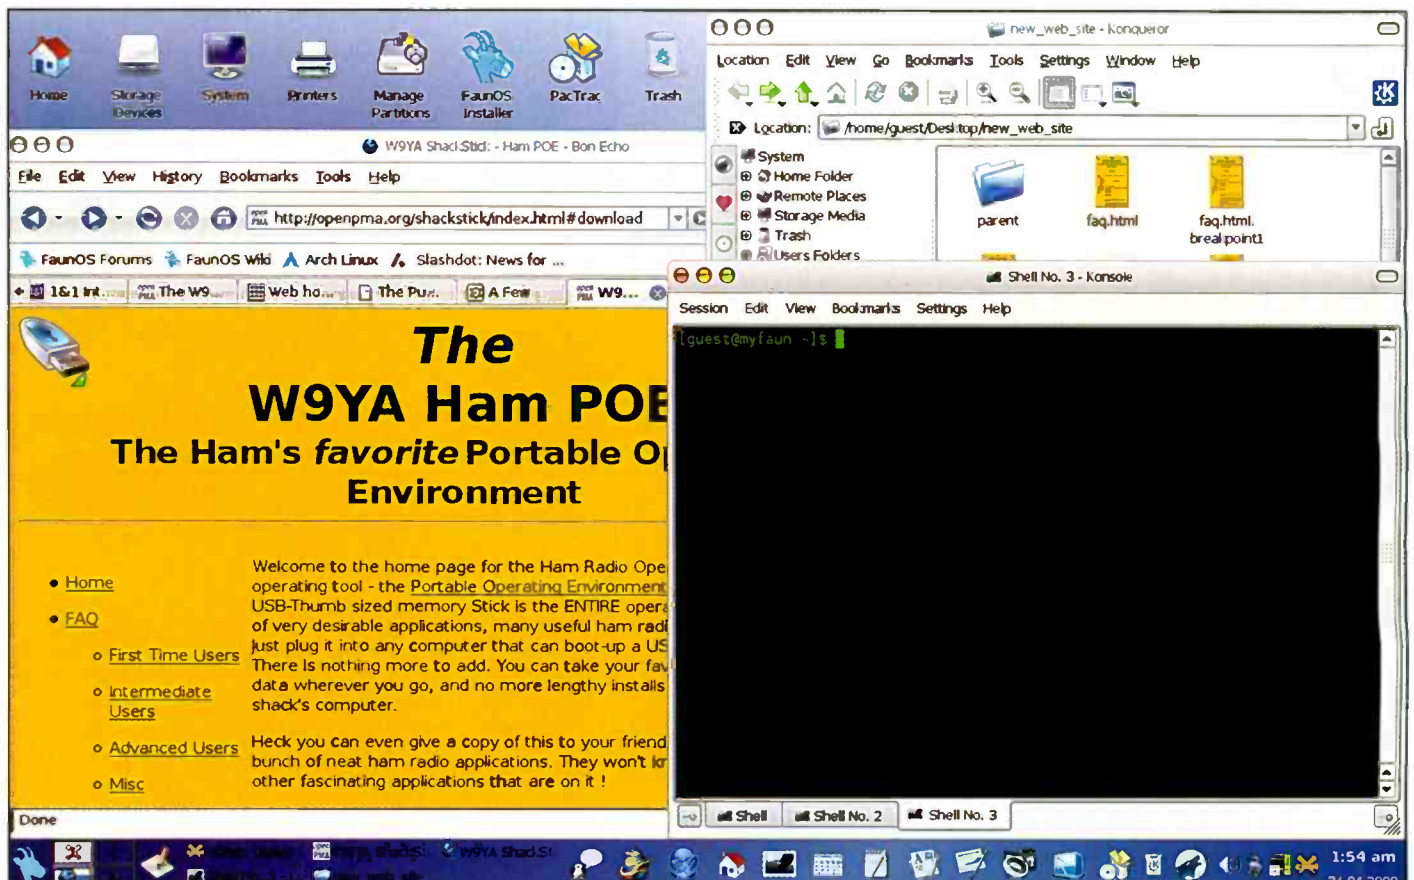 Home
Storage Devices
System
Printers
Manage Partitions
FaunOS Installer
PacTrac
Trash
new_web_site - Konqueror
Location Edit View Go Bookmarks Tools Settings Window Help
Location: /home/guest/Desktop/new_web_site
System
Home Folder
Remote Places
Storage Media
Trash
Users Folders
parent
faq.html
faq.html.
breakpoint1
W9YA ShackStick: - Ham POE - Bon Echo
File Edit View History Bookmarks Tools Help
http://openpma.org/shackstick/index.html#download
FaunOS Forums FaunOS Wiki Arch Linux Slashdot: News for ...
1&1 Int... The W9... Web ho... The Pu... A Few W9...
The
W9YA Ham POE
The Ham's favorite Portable Op
Environment
Home
FAQ
First Time Users
Intermediate
Users
Advanced Users
Misc
Welcome to the home page for the Ham Radio Ope
operating tool - the Portable Operating Environment
USB-Thumb sized memory Stick is the ENTIRE opera
of very desirable applications, many useful ham radi
Just plug it into any computer that can boot-up a US
There is nothing more to add. You can take your fav
data wherever you go, and no more lengthy installs
shack's computer.
Heck you can even give a copy of this to your friend
bunch of neat ham radio applications. They won't kr
other fascinating applications that are on it !
Done
Shell No. 3 - Konsole
Session Edit View Bookmarks Settings Help
[guest@myfaun ~]$
Shell
Shell No. 2
Shell No. 3
W9YA ShackSt
1:54 am